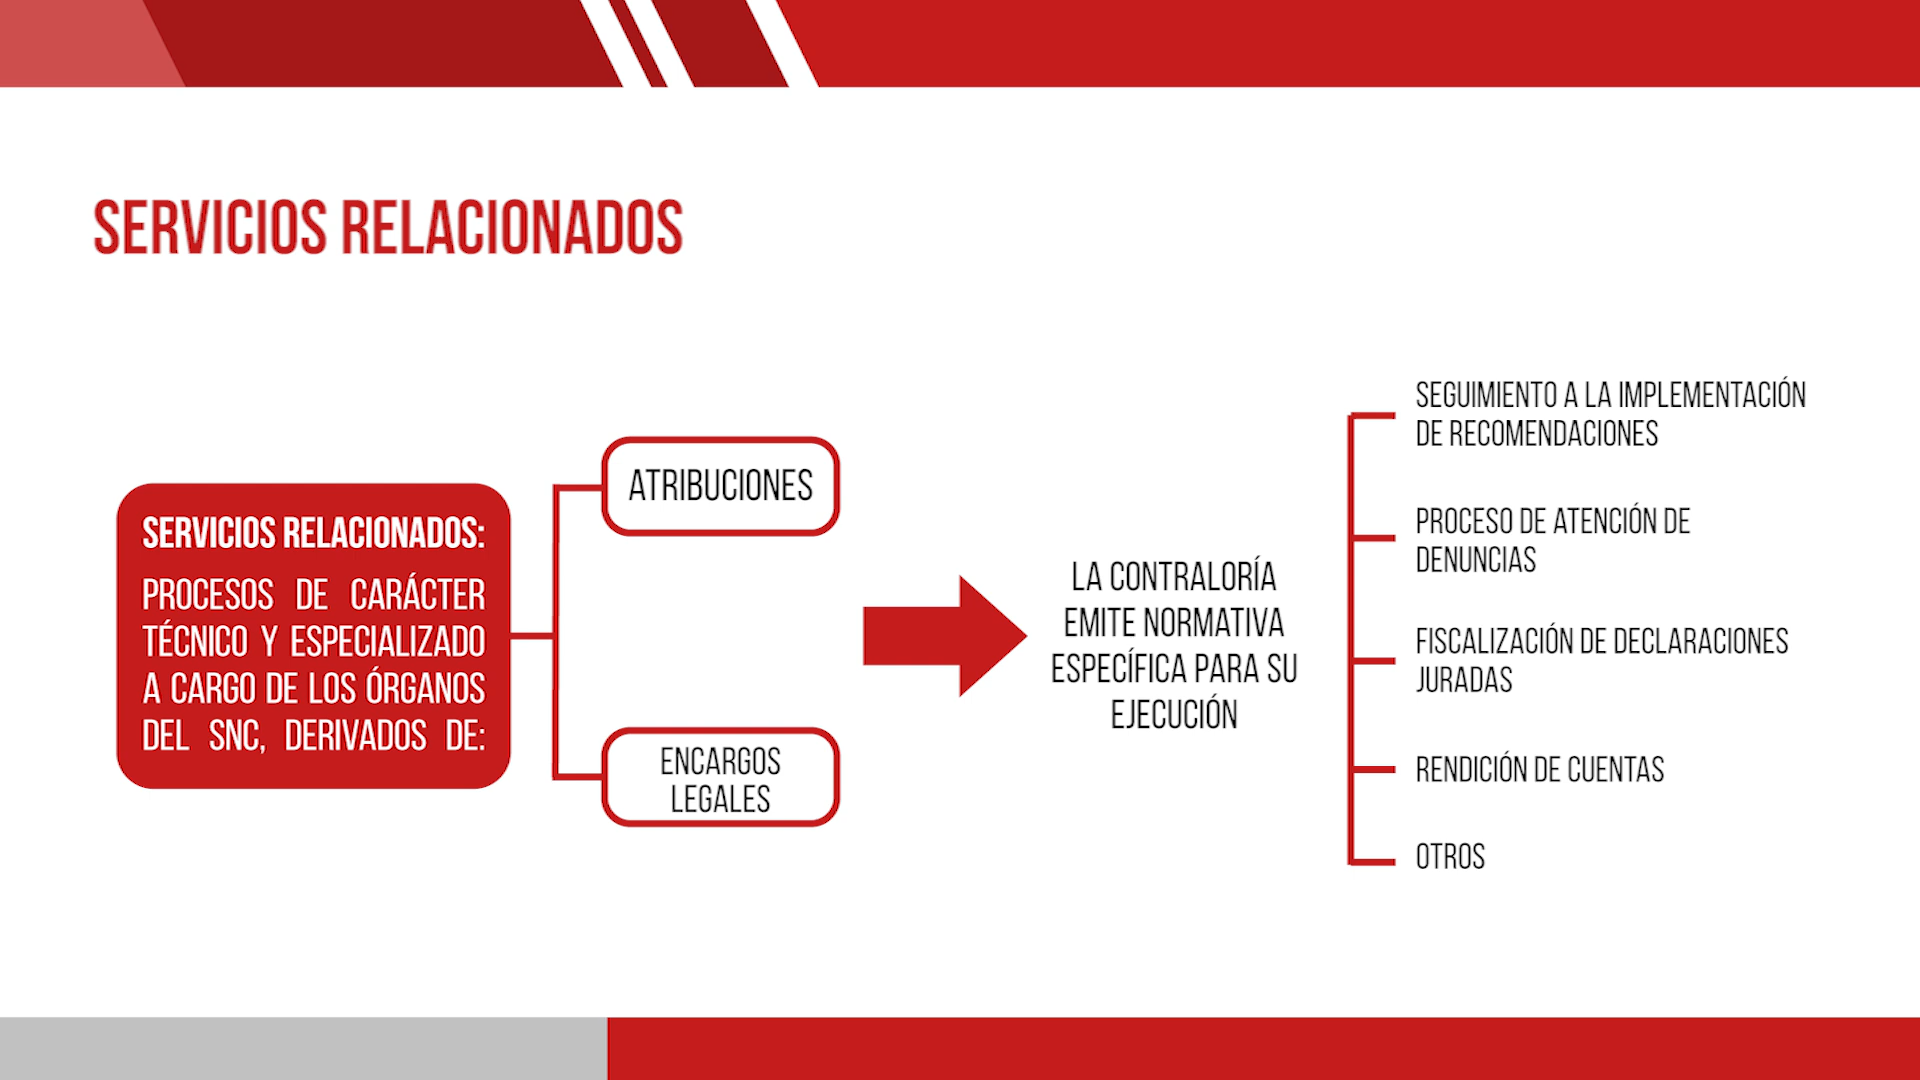 SERVICIOS RELACIONADOS
SERVICIOS RELACIONADOS:
PROCESOS DE CARÁCTER
TÉCNICO Y ESPECIALIZADO
A CARGO DE LOS ÓRGANOS
DEL SNC, DERIVADOS DE:
ATRIBUCIONES
ENCARGOS
LEGALES
LA CONTRALORÍA
EMITE NORMATIVA
ESPECÍFICA PARA SU
EJECUCIÓN
SEGUIMIENTO A LA IMPLEMENTACIÓN
DE RECOMENDACIONES
PROCESO DE ATENCIÓN DE
DENUNCIAS
FISCALIZACIÓN DE DECLARACIONES
JURADAS
RENDICIÓN DE CUENTAS
OTROS